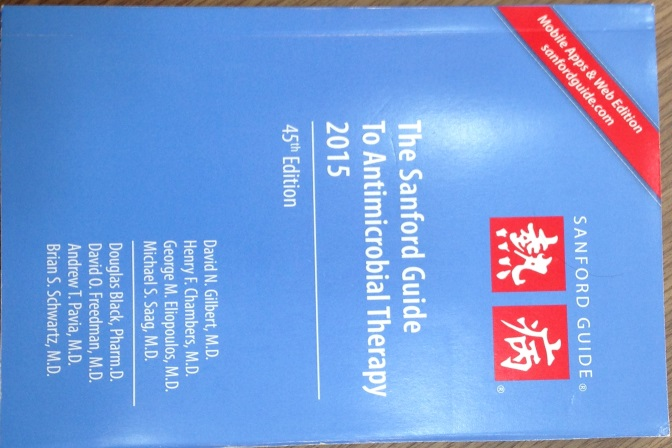 Mobile Apps & Web Edition
sanfordguide.com
SANFORD GUIDE®
熱 病®
The Sanford Guide
To Antimicrobial Therapy
2015
45th Edition
David N. Gilbert, M.D.
Henry F. Chambers, M.D.
George M. Eliopoulos, M.D.
Michael S. Saag, M.D.
Douglas Black, Pharm.D.
David O. Freedman, M.D.
Andrew T. Pavia, M.D.
Brian S. Schwartz, M.D.